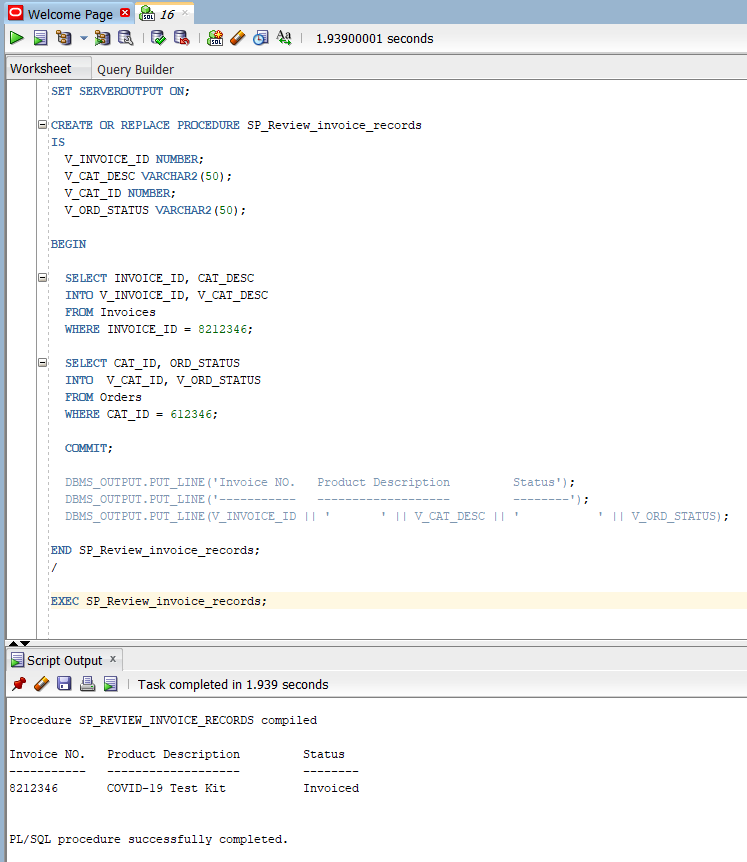 Welcome Page 16
1.93900001 seconds
Worksheet Query Builder
SET SERVEROUTPUT ON;
CREATE OR REPLACE PROCEDURE SP_Review_invoice_records
IS
V_INVOICE_ID NUMBER;
V_CAT_DESC VARCHAR2(50);
V_CAT_ID NUMBER;
V_ORD_STATUS VARCHAR2(50);
BEGIN
SELECT INVOICE_ID, CAT_DESC
INTO V_INVOICE_ID, V_CAT_DESC
FROM Invoices
WHERE INVOICE_ID = 8212346;
SELECT CAT_ID, ORD_STATUS
INTO  V_CAT_ID, V_ORD_STATUS
FROM Orders
WHERE CAT_ID = 612346;
COMMIT;
DBMS_OUTPUT.PUT_LINE('Invoice NO.   Product Description         Status');
DBMS_OUTPUT.PUT_LINE('-----------   -------------------         --------');
DBMS_OUTPUT.PUT_LINE(V_INVOICE_ID || '       ' || V_CAT_DESC || '           ' || V_ORD_STATUS);
END SP_Review_invoice_records;
/
EXEC SP_Review_invoice_records;
Script Output x
Task completed in 1.939 seconds
Procedure SP_REVIEW_INVOICE_RECORDS compiled
Invoice NO.   Product Description         Status
-----------   -------------------         --------
8212346       COVID-19 Test Kit           Invoiced
PL/SQL procedure successfully completed.